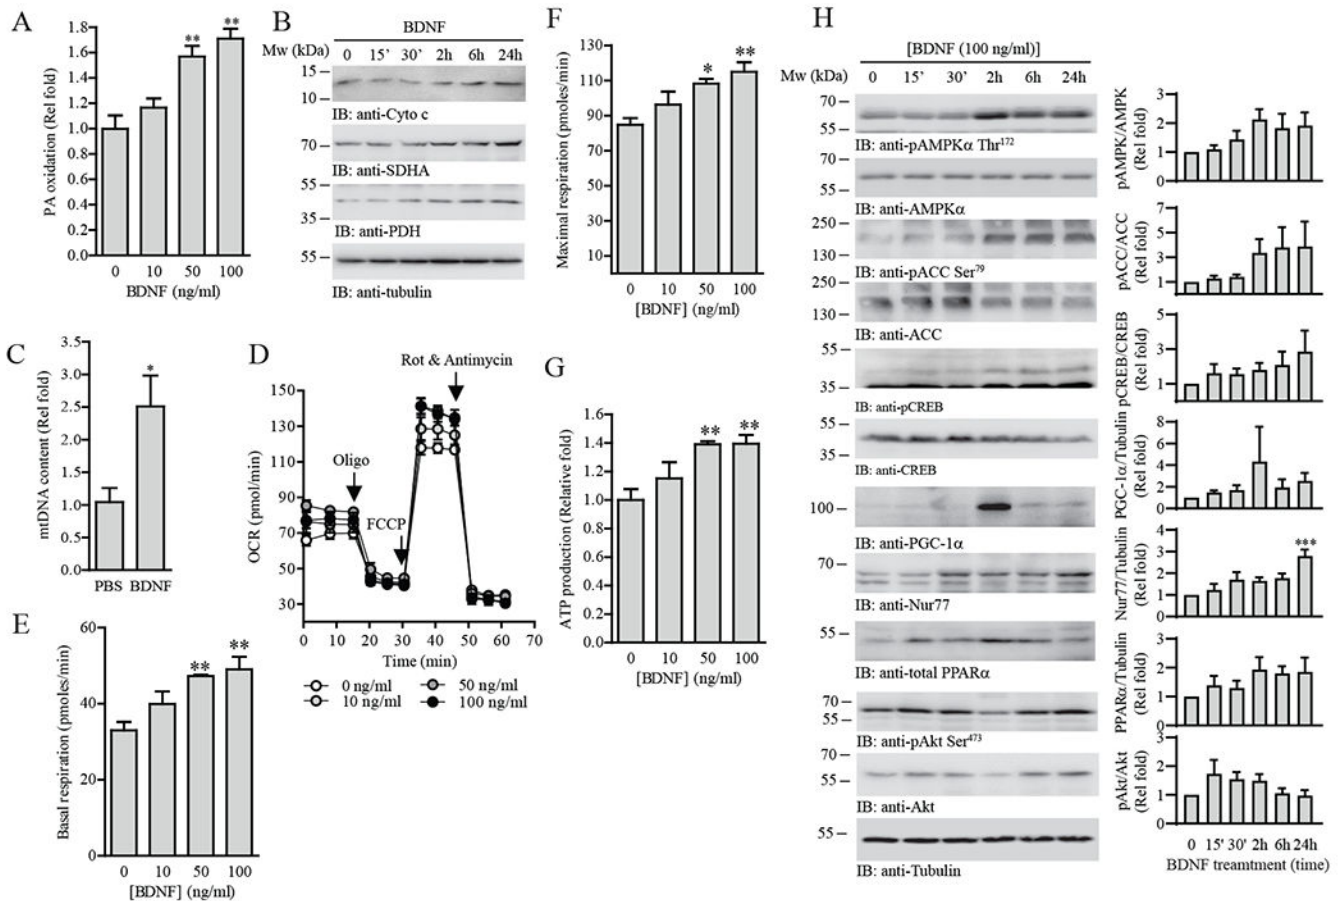 A
PA oxidation (Rel fold)
1.8
1.6
1.4
1.2
1.0
0.8
0.6
0.4
0.2
0.0
**
**
0 10 50 100
BDNF (ng/ml)
B
BDNF
Mw (kDa) 0 15' 30' 2h 6h 24h
15
10
IB: anti-Cyto c
70
IB: anti-SDHA
55
35
IB: anti-PDH
55
IB: anti-tubulin
C
mtDNA content (Rel fold)
3.5
3.0
2.5
2.0
1.5
1.0
0.5
0.0
*
PBS BDNF
D
Rot & Antimycin
Oligo
FCCP
OCR (pmol/min)
150
130
110
90
70
50
30
0 10 20 30 40 50 60 70
Time (min)
0 ng/ml 50 ng/ml
10 ng/ml 100 ng/ml
E
Basal respiration (pmoles/min)
60
40
20
0
**
**
0 10 50 100
[BDNF] (ng/ml)
F
Maximal respiration (pmoles/min)
130
110
90
70
50
30
10
*
**
0 10 50 100
[BDNF] (ng/ml)
G
ATP production (Relative fold)
1.6
1.4
1.2
1.0
0.8
0.6
0.4
0.2
0.0
**
**
0 10 50 100
[BDNF] (ng/ml)
H
[BDNF (100 ng/ml)]
Mw (kDa) 0 15' 30' 2h 6h 24h
70
55
IB: anti-pAMPKα Thr172
70
55
IB: anti-AMPKα
250
130
IB: anti-pACC Ser79
250
130
IB: anti-ACC
55
35
IB: anti-pCREB
55
35
IB: anti-CREB
100
IB: anti-PGC-1α
70
IB: anti-Nur77
55
IB: anti-total PPARα
70
55
IB: anti-pAkt Ser473
70
55
IB: anti-Akt
55
IB: anti-Tubulin
pAMPK/AMPK
(Rel fold)
3
2
1
0
pACC/ACC
(Rel fold)
7
5
3
1
0
pCREB/CREB
(Rel fold)
5
3
1
0
PGC-1α/Tubulin
(Rel fold)
8
6
4
2
0
Nur77/Tubulin
(Rel fold)
4
3
2
1
0
***
PPARα/Tubulin
(Rel fold)
3
2
1
0
pAkt/Akt
(Rel fold)
3
2
1
0
0 15' 30' 2h 6h 24h
BDNF treamtment (time)